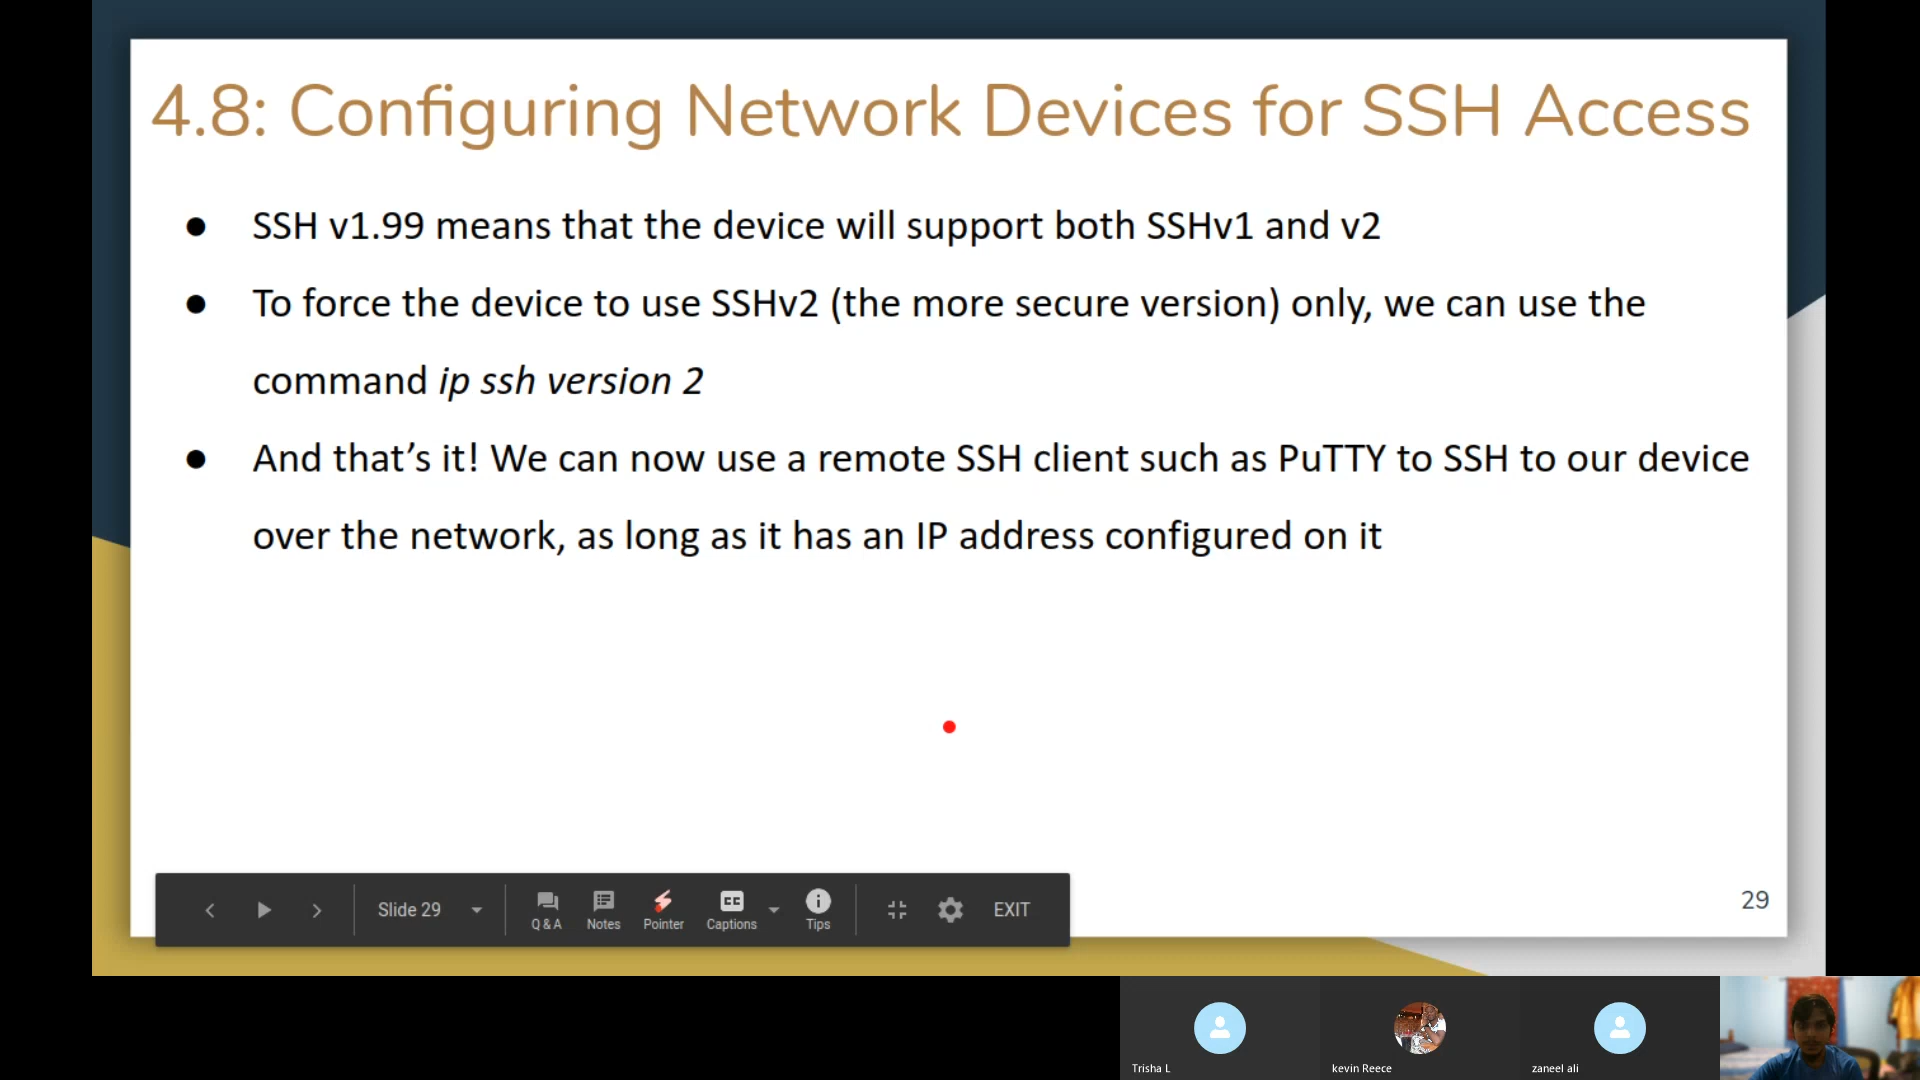 4.8: Configuring Network Devices for SSH Access
● SSH v1.99 means that the device will support both SSHv1 and v2
● To force the device to use SSHv2 (the more secure version) only, we can use the
command ip ssh version 2
● And that’s it! We can now use a remote SSH client such as PuTTY to SSH to our device
over the network, as long as it has an IP address configured on it
29
Slide 29
Q & A
Notes
Pointer
CC
Captions
Tips
EXIT
Trisha L
kevin Reece
zaneel ali